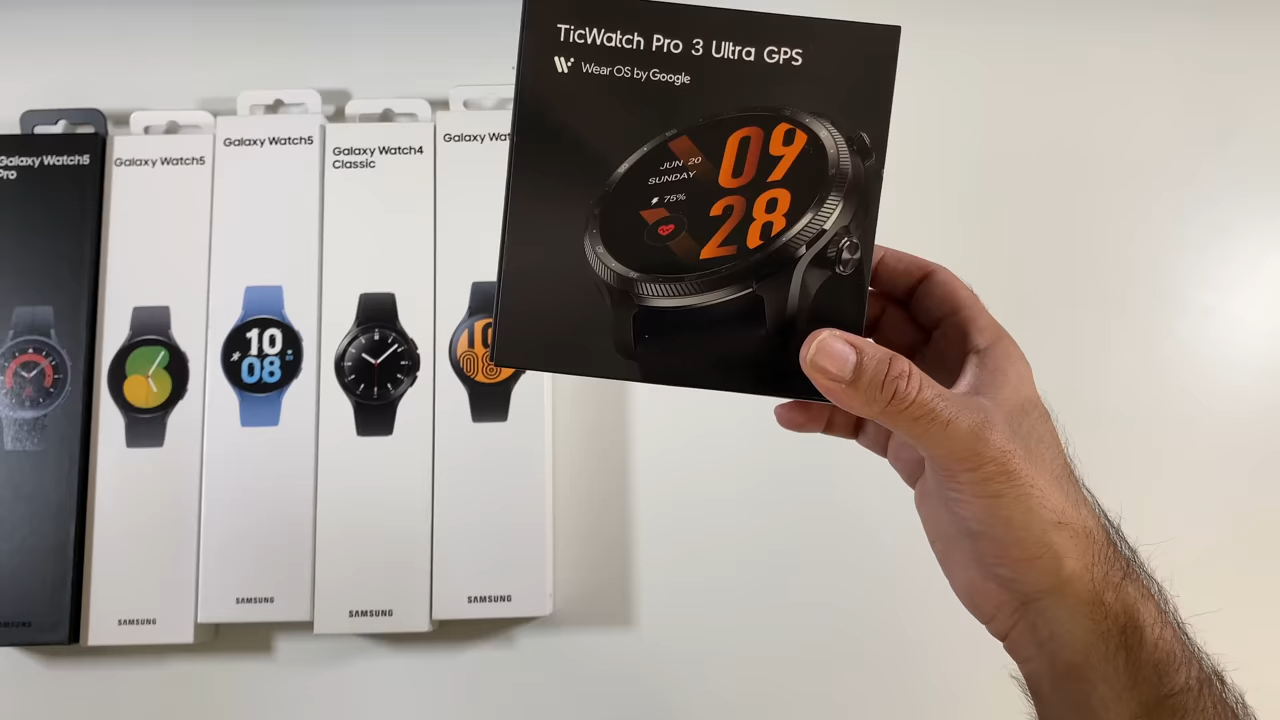 TicWatch Pro 3 Ultra GPS
Wear OS by Google
JUN 20
SUNDAY
75%
09
28
Galaxy Watch5
Pro
Galaxy Watch5
SAMSUNG
Galaxy Watch5
10
08
SAMSUNG
Galaxy Watch4
Classic
SAMSUNG
Galaxy
SAMSUNG